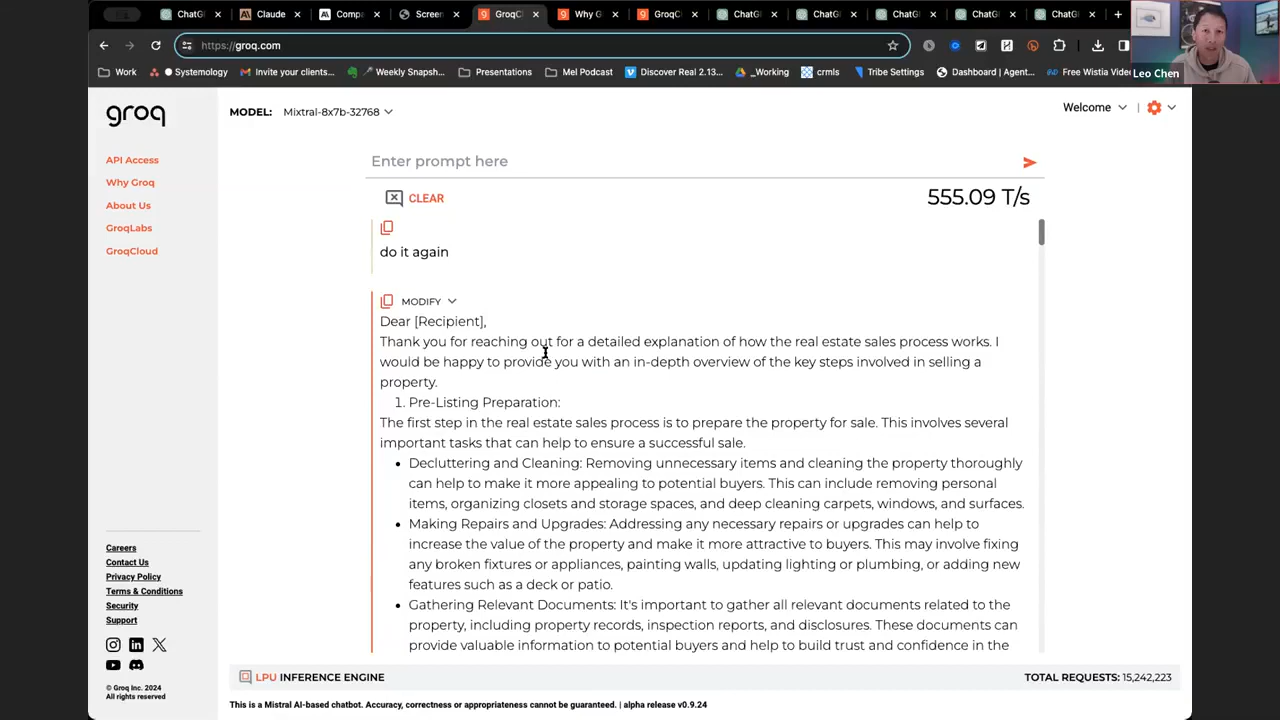 ChatGI
Claude
Comp
Screen
GroqCl
Why G
GroqCl
ChatGI
ChatGI
ChatGI
ChatGI
ChatGI
https://groq.com
Work
Systemology
Invite your clients...
Weekly Snapsh...
Presentations
Mel Podcast
Discover Real 2.13...
_Working
crmls
Tribe Settings
Dashboard | Agent...
Free Wistia Vide
Leo Chen
groq
MODEL: Mixtral-8x7b-32768
Welcome
API Access
Why Groq
About Us
GroqLabs
GroqCloud
Enter prompt here
CLEAR
555.09 T/s
do it again
MODIFY
Dear [Recipient],
Thank you for reaching out for a detailed explanation of how the real estate sales process works. I
would be happy to provide you with an in-depth overview of the key steps involved in selling a
property.
1. Pre-Listing Preparation:
The first step in the real estate sales process is to prepare the property for sale. This involves several
important tasks that can help to ensure a successful sale.
• Decluttering and Cleaning: Removing unnecessary items and cleaning the property thoroughly
can help to make it more appealing to potential buyers. This can include removing personal
items, organizing closets and storage spaces, and deep cleaning carpets, windows, and surfaces.
• Making Repairs and Upgrades: Addressing any necessary repairs or upgrades can help to
increase the value of the property and make it more attractive to buyers. This may involve fixing
any broken fixtures or appliances, painting walls, updating lighting or plumbing, or adding new
features such as a deck or patio.
• Gathering Relevant Documents: It's important to gather all relevant documents related to the
property, including property records, inspection reports, and disclosures. These documents can
provide valuable information to potential buyers and help to build trust and confidence in the
Careers
Contact Us
Privacy Policy
Terms & Conditions
Security
Support
© Groq Inc. 2024
All rights reserved
LPU INFERENCE ENGINE
TOTAL REQUESTS: 15,242,223
This is a Mistral AI-based chatbot. Accuracy, correctness or appropriateness cannot be guaranteed. | alpha release v0.9.24